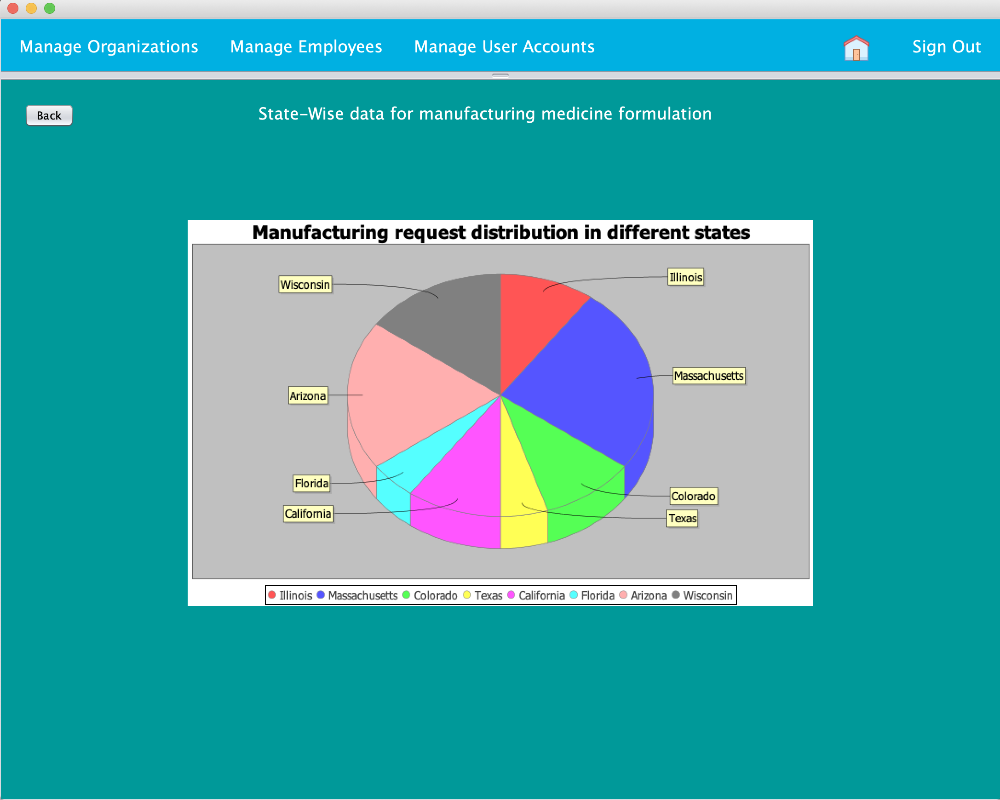 Manage Organizations Manage Employees Manage User Accounts Sign Out
Back State-Wise data for manufacturing medicine formulation
Manufacturing request distribution in different states
Wisconsin Illinois
Massachusetts
Arizona
Florida
Colorado
California
Texas
Illinois Massachusetts Colorado Texas California Florida Arizona Wisconsin